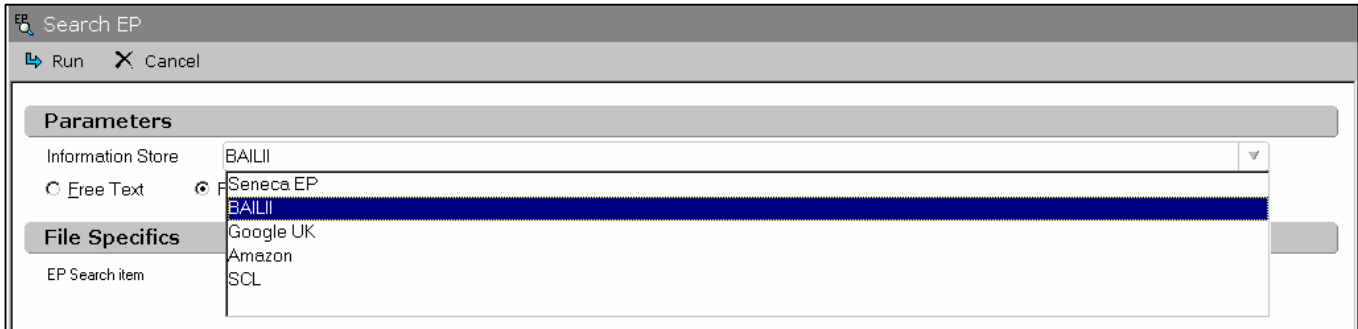 EP Search EP
Run Cancel
Parameters
Information Store BAILII
Free Text F
Seneca EP
BAILII
Google UK
Amazon
SCL
File Specifics
EP Search item